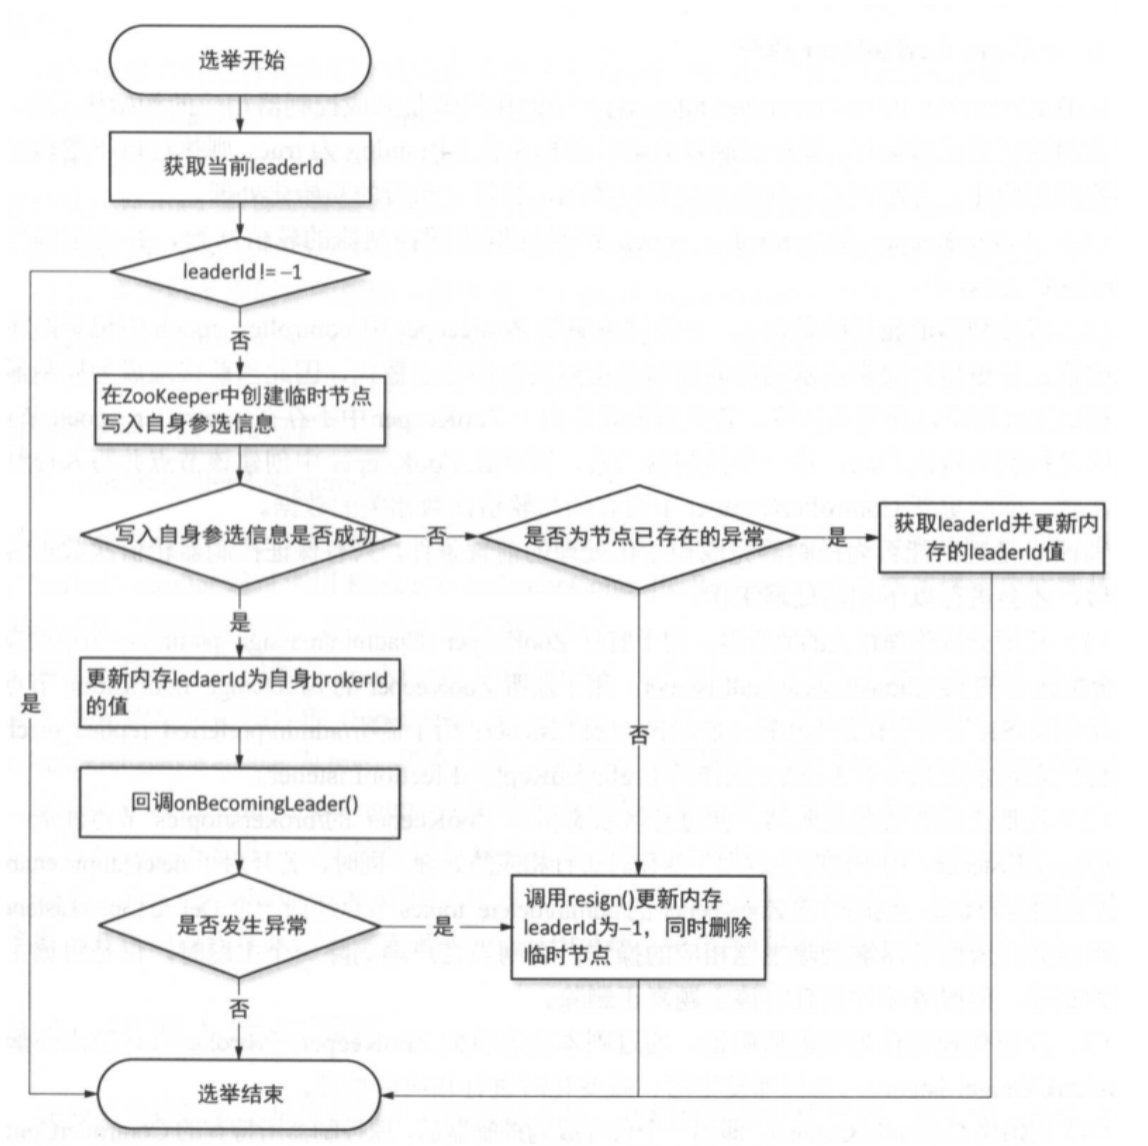 选举开始
获取当前leaderId
leaderId != −1
否
在ZooKeeper中创建临时节点
写入自身参选信息
写入自身参选信息是否成功
否
是否为节点已存在的异常
是
获取leaderId并更新内
存的leaderId值
是
更新内存ledaerId为自身brokerId
的值
是
否
回调onBecomingLeader()
是否发生异常
是
调用resign()更新内存
leaderId为−1，同时删除
临时节点
否
选举结束